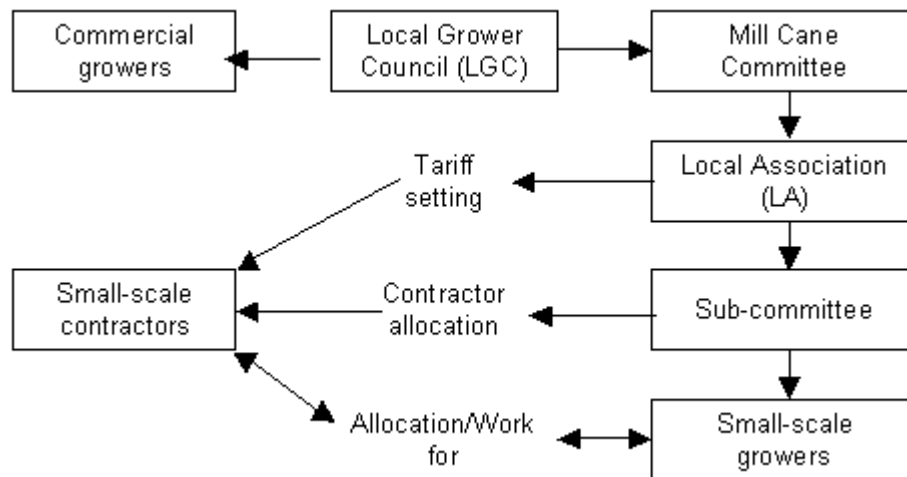 Commercial
growers
Local Grower
Council (LGC)
Mill Cane
Committee
Tariff
setting
Local Association
(LA)
Small-scale
contractors
Contractor
allocation
Sub-committee
Allocation/Work
for
Small-scale
growers